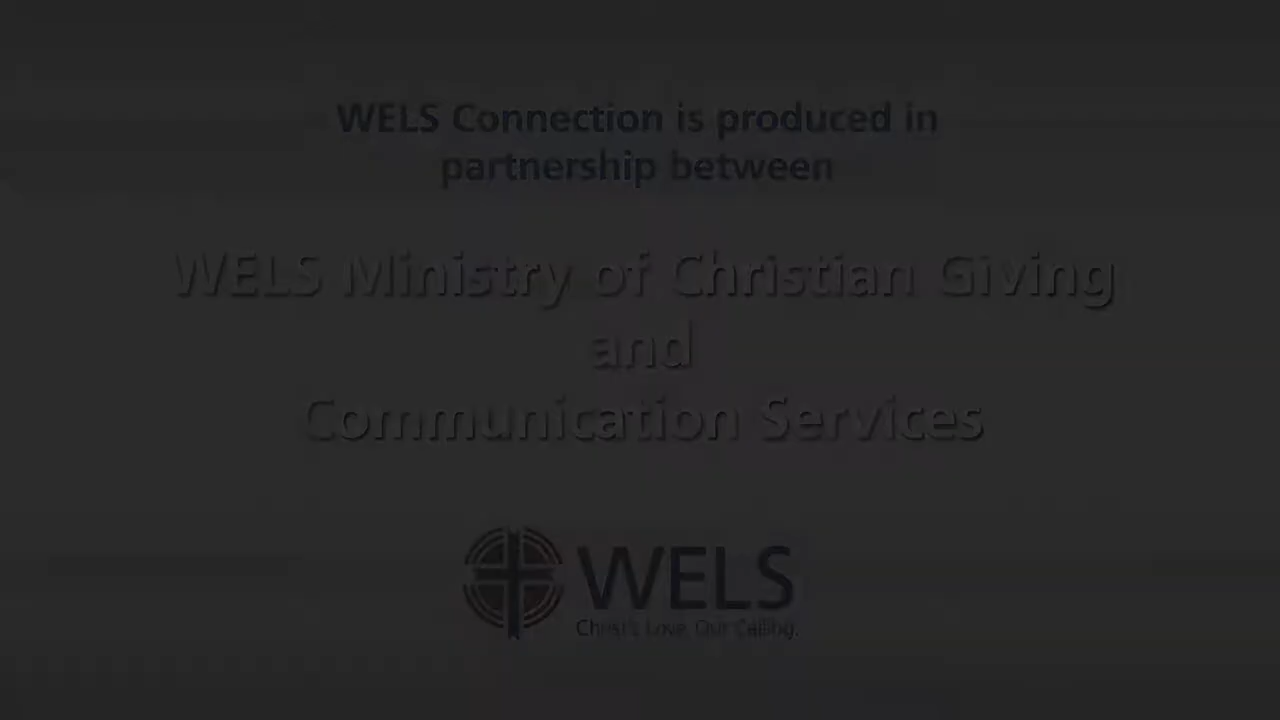 WELS Connection is produced in
partnership between
WELS Ministry of Christian Giving
and
Communication Services
WELS
Christ's Love, Our Calling.